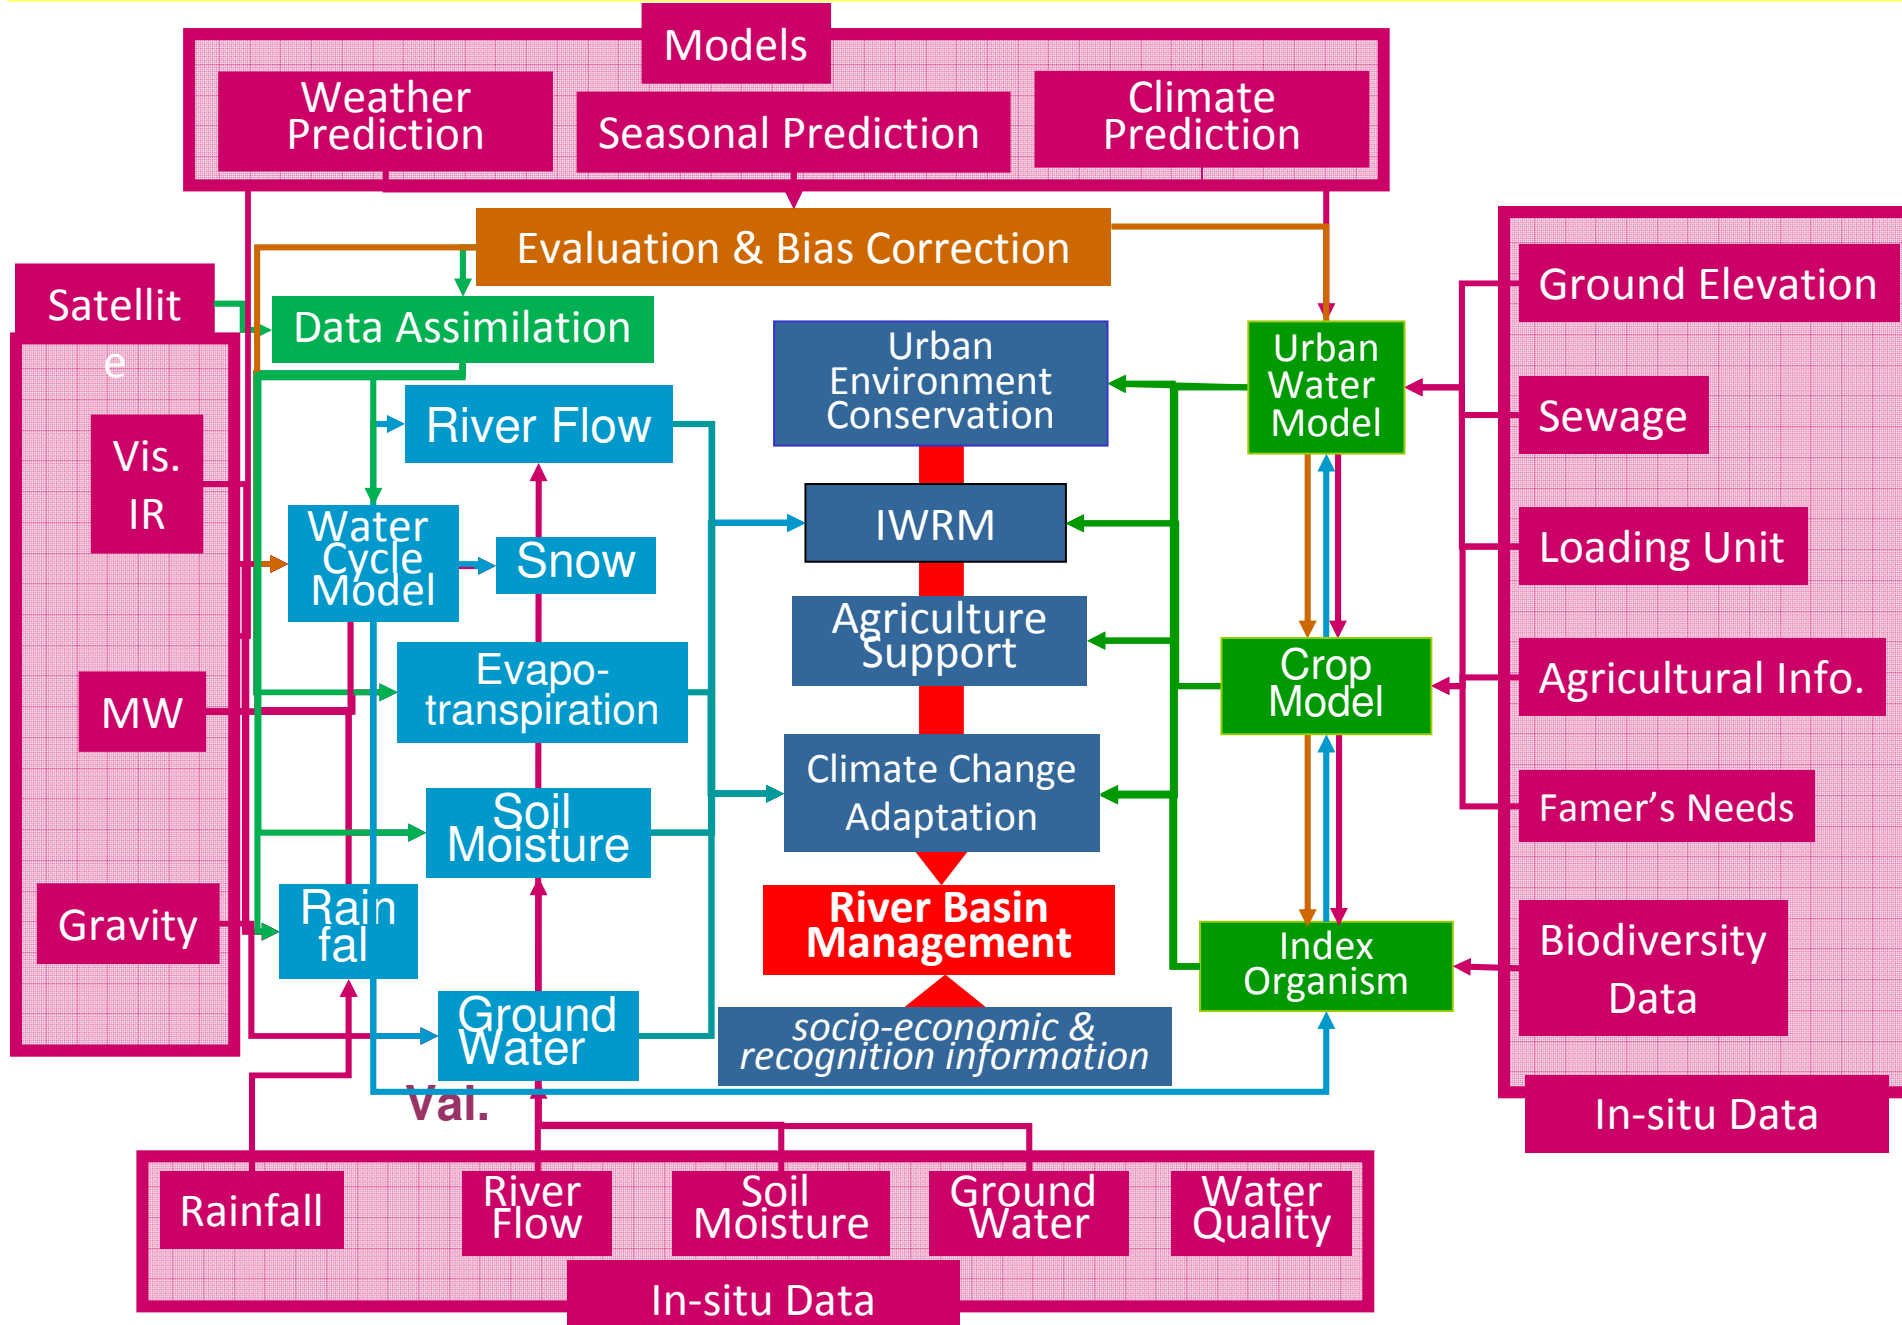 Models
Weather
Prediction
Seasonal Prediction
Climate
Prediction
Evaluation & Bias Correction
Satellit
e
Data Assimilation
Vis.
IR
MW
Gravity
River Flow
Water
Cycle
Model
Snow
Evapo-
transpiration
Soil
Moisture
Rain
fal
Ground
Water
Val.
Urban
Environment
Conservation
IWRM
Agriculture
Support
Climate Change
Adaptation
River Basin
Management
socio-economic &
recognition information
Urban
Water
Model
Crop
Model
Index
Organism
Ground Elevation
Sewage
Loading Unit
Agricultural Info.
Famer’s Needs
Biodiversity
Data
In-situ Data
Rainfall
River
Flow
Soil
Moisture
Ground
Water
Water
Quality
In-situ Data